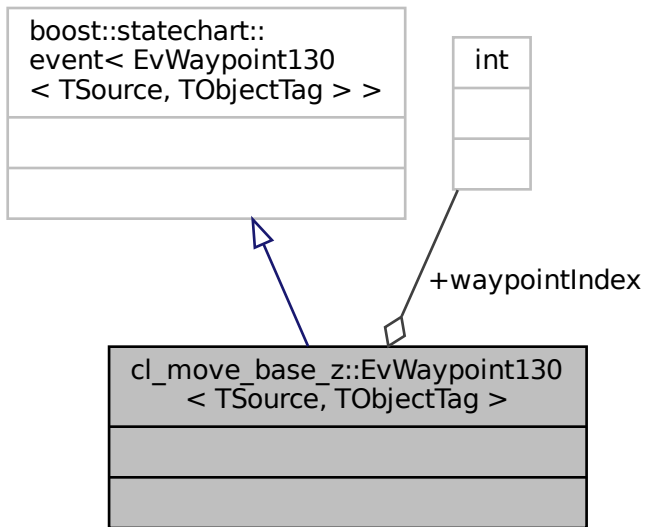 boost::statechart::
event< EvWaypoint130
< TSource, TObjectTag > >
int
+waypointIndex
cl_move_base_z::EvWaypoint130
< TSource, TObjectTag >